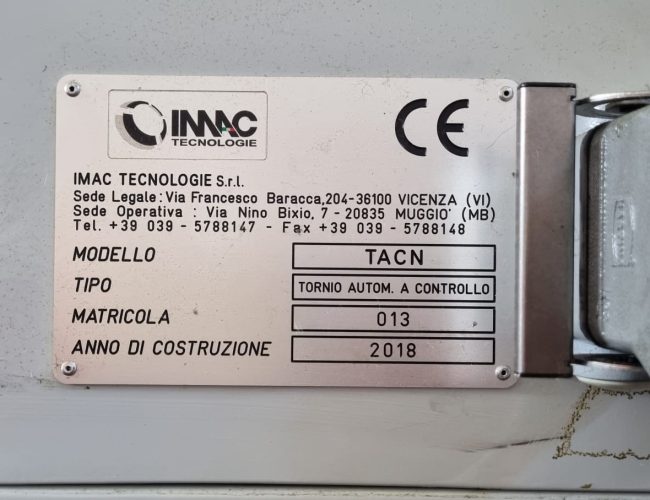 IMAC
TECNOLOGIE
CE
IMAC TECNOLOGIE S.r.l.
Sede Legale: Via Francesco Baracca,204-36100 VICENZA (VI)
Sede Operativa : Via Nino Bixio, 7 - 20835 MUGGIO' (MB)
Tel. +39 039 - 5788147 - Fax +39 039 - 5788148
MODELLO TACN
TIPO TORNIO AUTOM. A CONTROLLO
MATRICOLA 013
ANNO DI COSTRUZIONE 2018